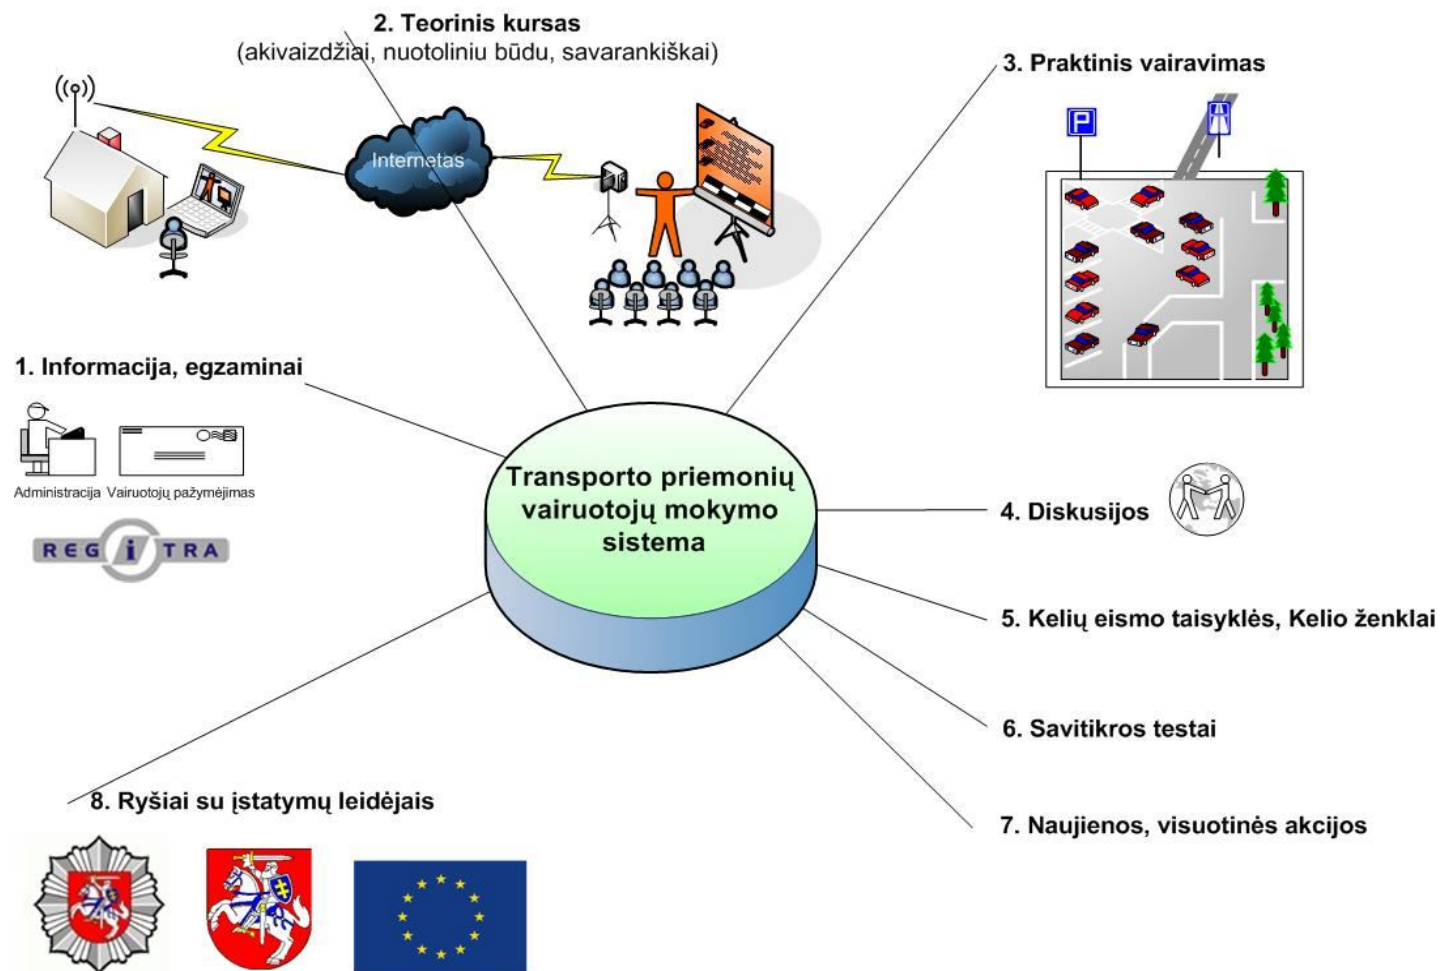 2. Teorinis kursas
(akivaizdžiai, nuotoliniu būdu, savarankiškai)
3. Praktinis vairavimas
P
Internetas
1. Informacija, egzaminai
Administracija
Vairuotojų pažymėjimas
REGiTRA
Transporto priemonių
vairuotojų mokymo
sistema
4. Diskusijos
5. Kelių eismo taisyklės, Kelio ženklai
6. Savitikros testai
7. Naujienos, visuotinės akcijos
8. Ryšiai su įstatymų leidėjais